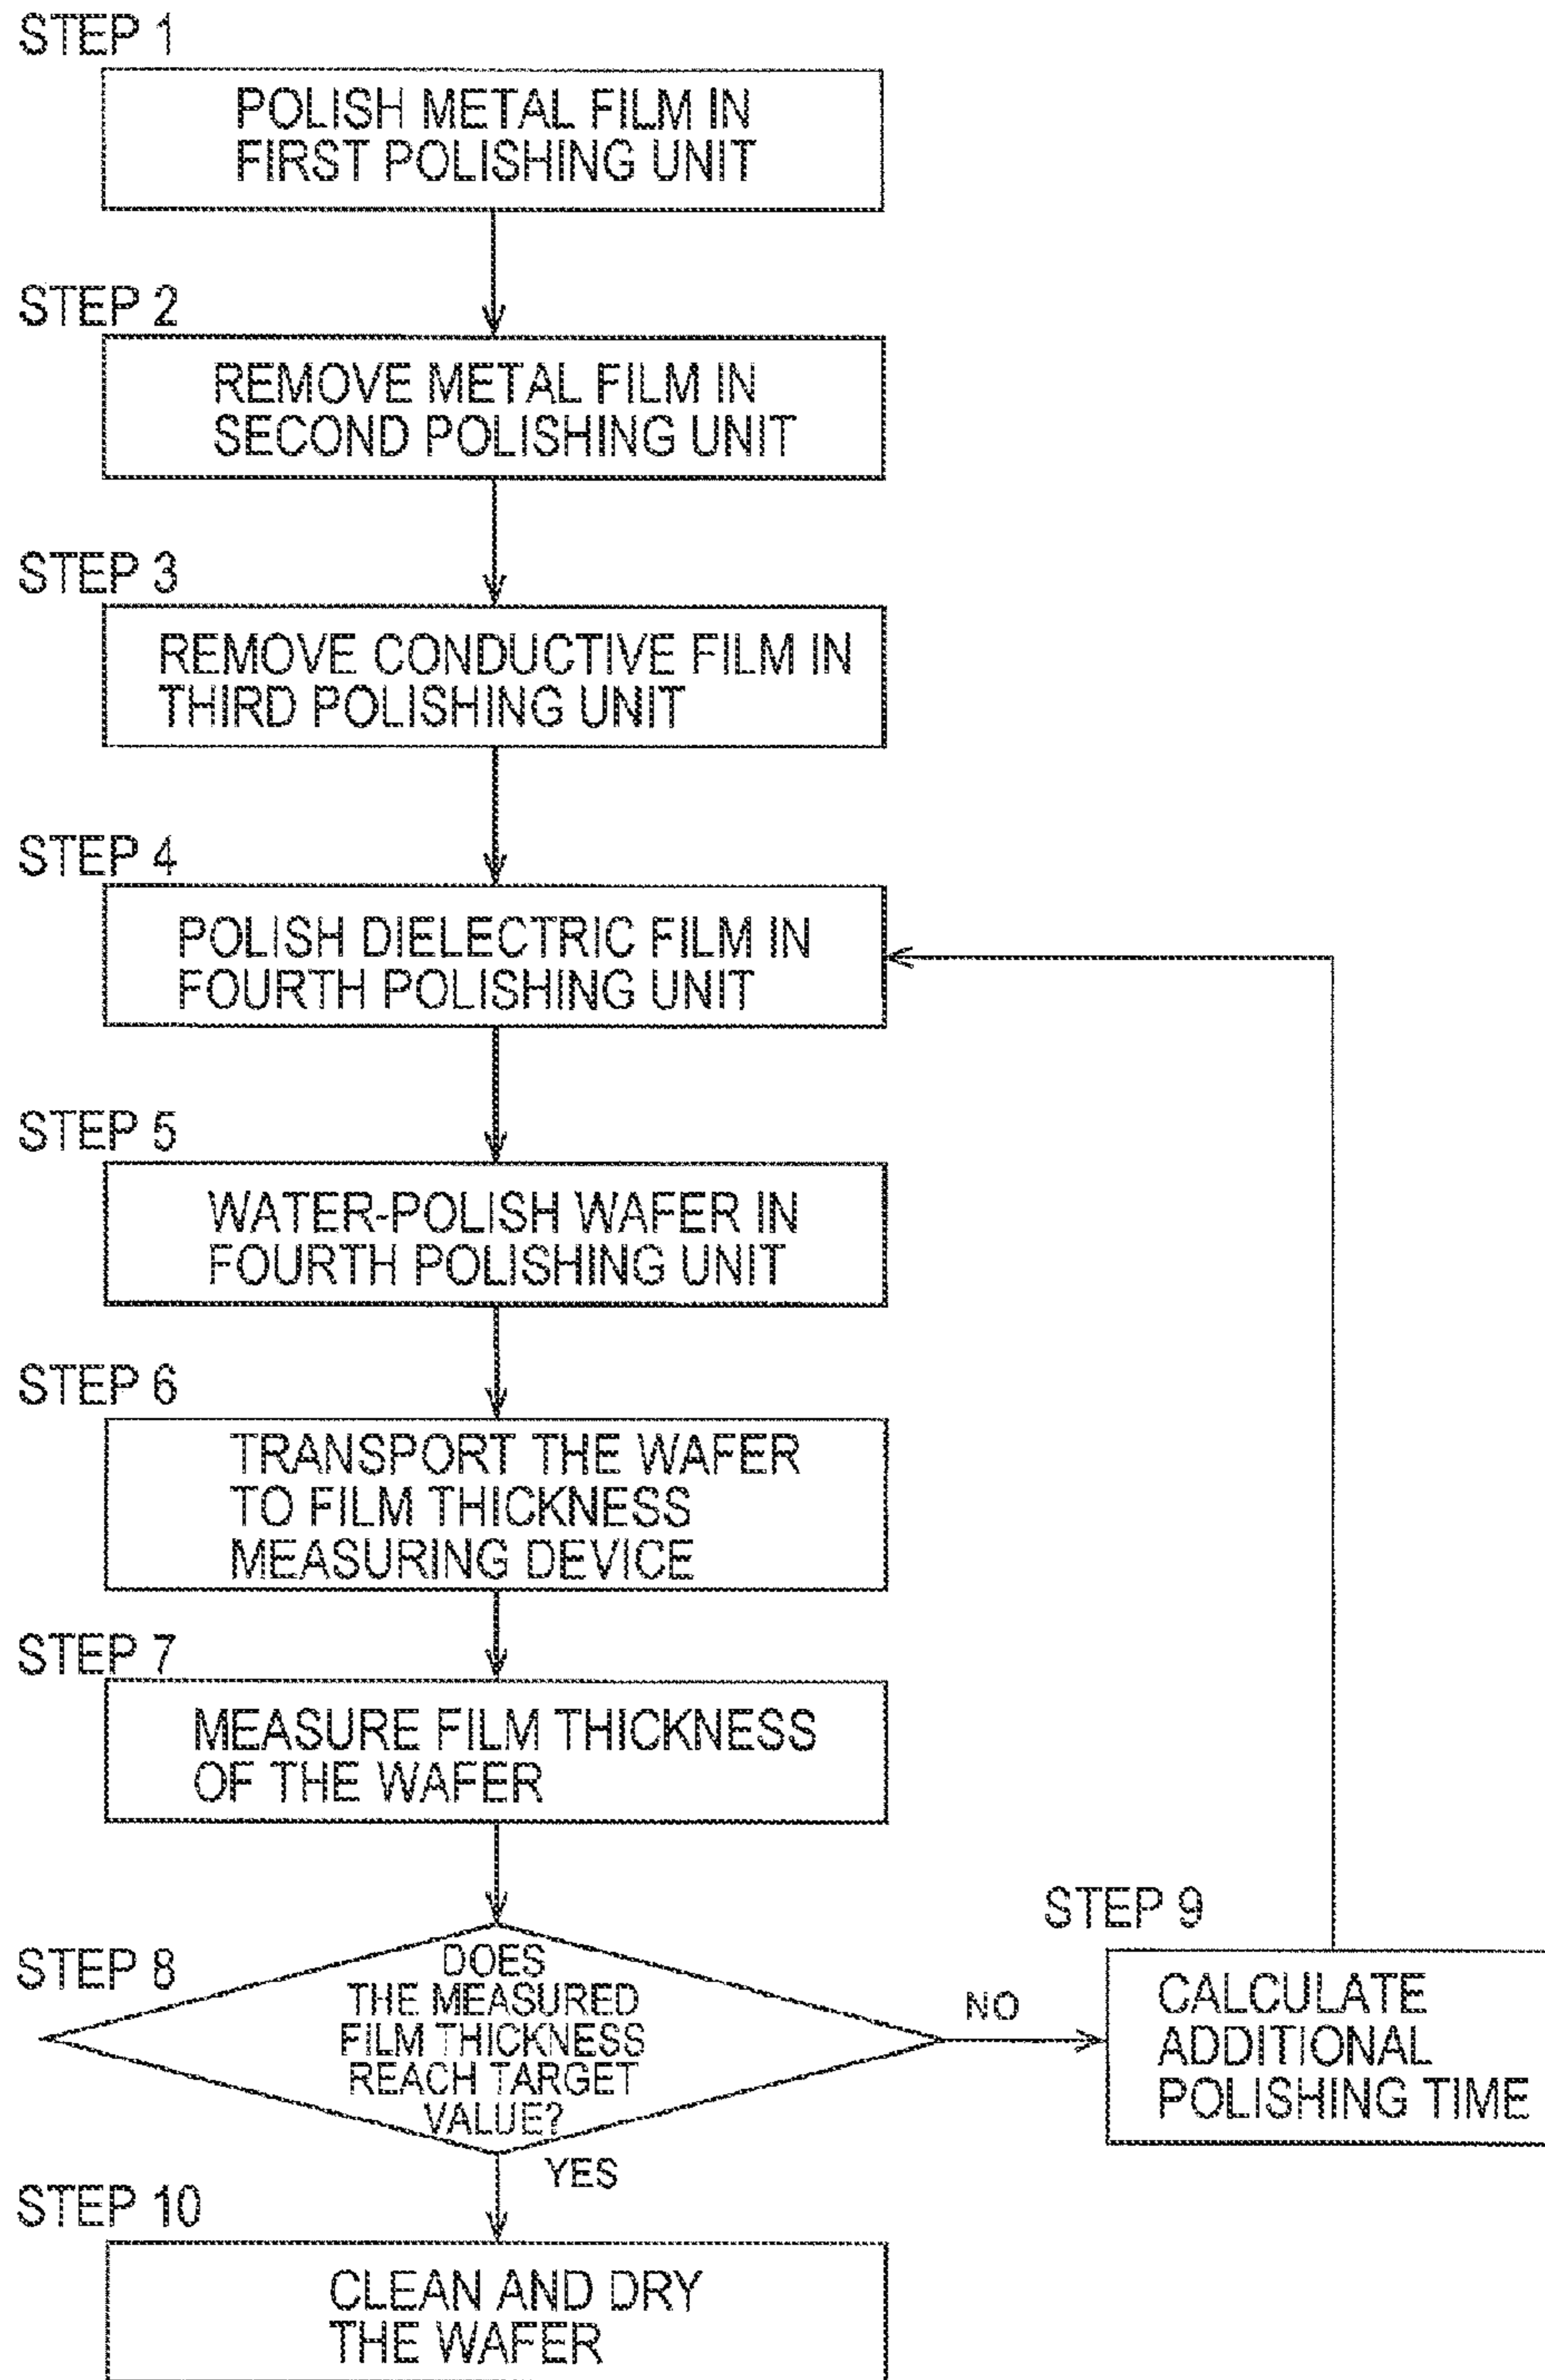 STEP 1
POLISH METAL FILM IN
FIRST POLISHING UNIT
STEP 2
REMOVE METAL FILM IN
SECOND POLISHING UNIT
STEP 3
REMOVE CONDUCTIVE FILM IN
THIRD POLISHING UNIT
STEP 4
POLISH DIELECTRIC FILM IN
FOURTH POLISHING UNIT
STEP 5
WATER-POLISH WAFER IN
FOURTH POLISHING UNIT
STEP 6
TRANSPORT THE WAFER
TO FILM THICKNESS
MEASURING DEVICE
STEP 7
MEASURE FILM THICKNESS
OF THE WAFER
STEP 8
DOES
THE MEASURED
FILM THICKNESS
REACH TARGET
VALUE?
NO
STEP 9
CALCULATE
ADDITIONAL
POLISHING TIME
YES
STEP 10
CLEAN AND DRY
THE WAFER